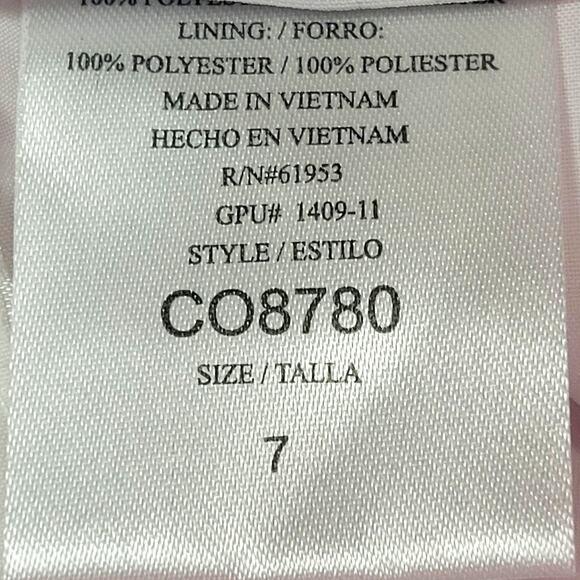 LINING: / FORRO:
100% POLYESTER / 100% POLIESTER
MADE IN VIETNAM
HECHO EN VIETNAM
R/N#61953
GPU# 1409-11
STYLE / ESTILO
CO8780
SIZE / TALLA
7